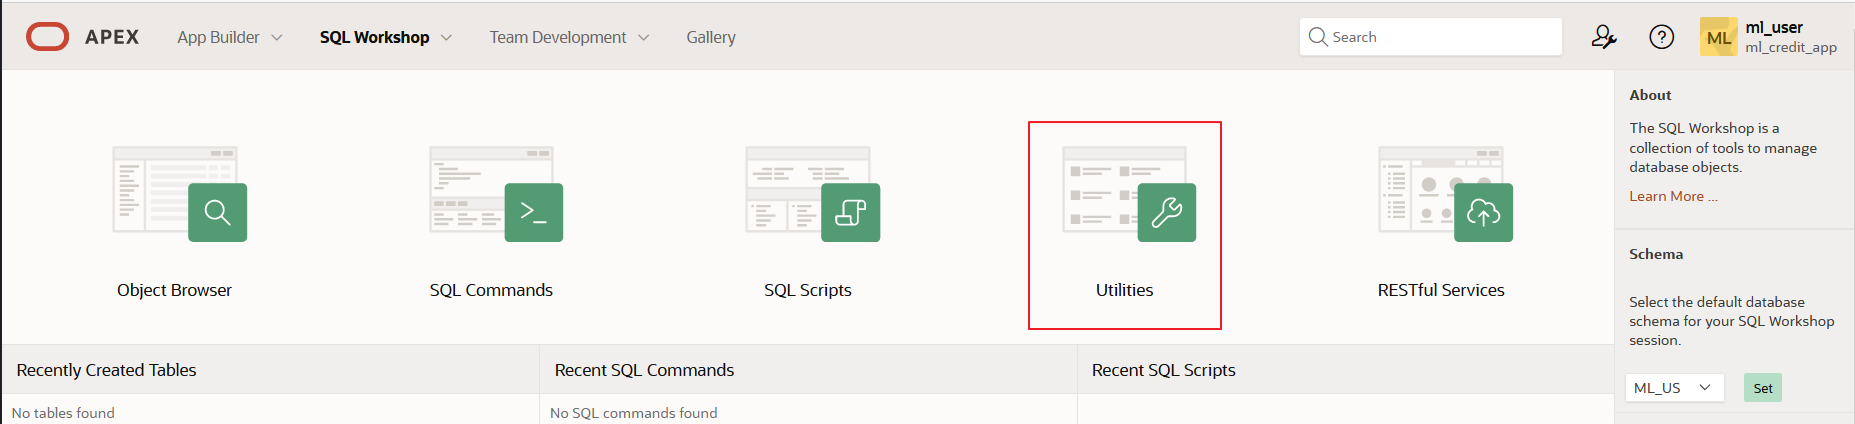 APEX
App Builder
SQL Workshop
Team Development
Gallery
Search
ML
ml_user
ml_credit_app
Object Browser
SQL Commands
SQL Scripts
Utilities
RESTful Services
Recently Created Tables
Recent SQL Commands
Recent SQL Scripts
No tables found
No SQL commands found
About
The SQL Workshop is a
collection of tools to manage
database objects.
Learn More ...
Schema
Select the default database
schema for your SQL Workshop
session.
ML_US
Set